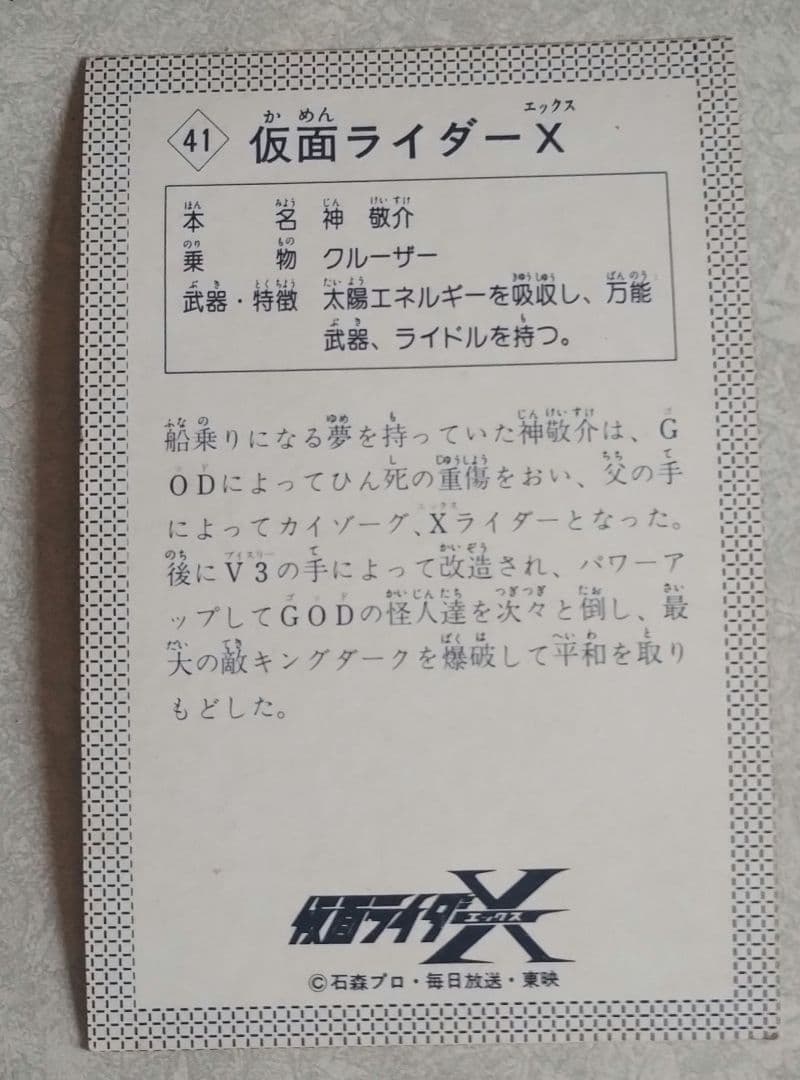 41 仮面ライダーX
本名 神 敬介
乗物 クルーザー
武器・特徴 太陽エネルギーを吸収し、万能
武器、ライドルを持つ。
船乗りになる夢を持っていた神敬介は、G
ODによってひん死の重傷をおい、父の手
によってカイゾーグ、Xライダーとなった。
後にV3の手によって改造され、パワーア
ップしてGODの怪人達を次々と倒し、最
大の敵キングダークを爆破して平和を取り
もどした。
仮面ライダーX エックス
©石森プロ・毎日放送・東映